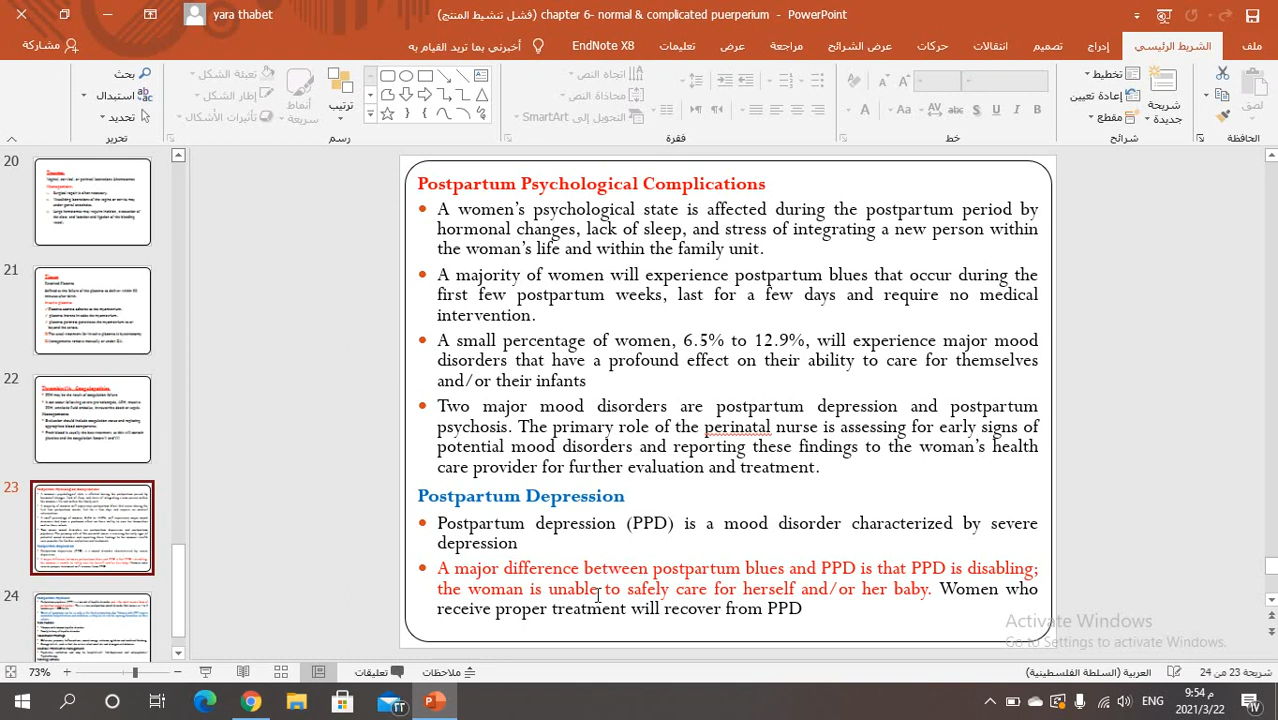 yara thabet
chapter 6- normal & complicated puerperium - PowerPoint (فشل تنشيط المنتج)
ملف
الشريط الرئيسي
إدراج
تصميم
انتقالات
حركات
عرض الشرائح
مراجعة
عرض
تعليمات
EndNote X8
أخبرني بما تريد القيام به
مشاركة
لصق
الحافظة
شريحة جديدة
تخطيط
إعادة تعيين
مقطع
شرائح
خط
فقرة
اتجاه النص
محاذاة النص
التحويل إلى SmartArt
رسم
ترتيب
أنماط سريعة
تعبئة الشكل
إطار الشكل
تأثيرات الأشكال
تحرير
بحث
استبدال
تحديد
20
21
22
23
24
Postpartum Psychological Complications
• A woman's psychological state is affected during the postpartum period by
hormonal changes, lack of sleep, and stress of integrating a new person within
the woman's life and within the family unit.
• A majority of women will experience postpartum blues that occur during the
first few postpartum weeks, last for a few days and require no medical
intervention.
• A small percentage of women, 6.5% to 12.9%, will experience major mood
disorders that have a profound effect on their ability to care for themselves
and/or their infants
• Two major mood disorders are postpartum depression and postpartum
psychosis. The primary role of the perinatal nurse is assessing for early signs of
potential mood disorders and reporting these findings to the woman's health
care provider for further evaluation and treatment.
Postpartum Depression
• Postpartum depression (PPD) is a mood disorder characterized by severe
depression.
• A major difference between postpartum blues and PPD is that PPD is disabling;
the woman is unable to safely care for herself and/or her baby. Women who
receive proper treatment will recover from PPD
Activate Windows
Go to Settings to activate Windows.
73%
تعليقات
ملاحظات
العربية (السلطة الفلسطينية)
شريحة 23 من 24
ENG
9:54 م
2021/3/22